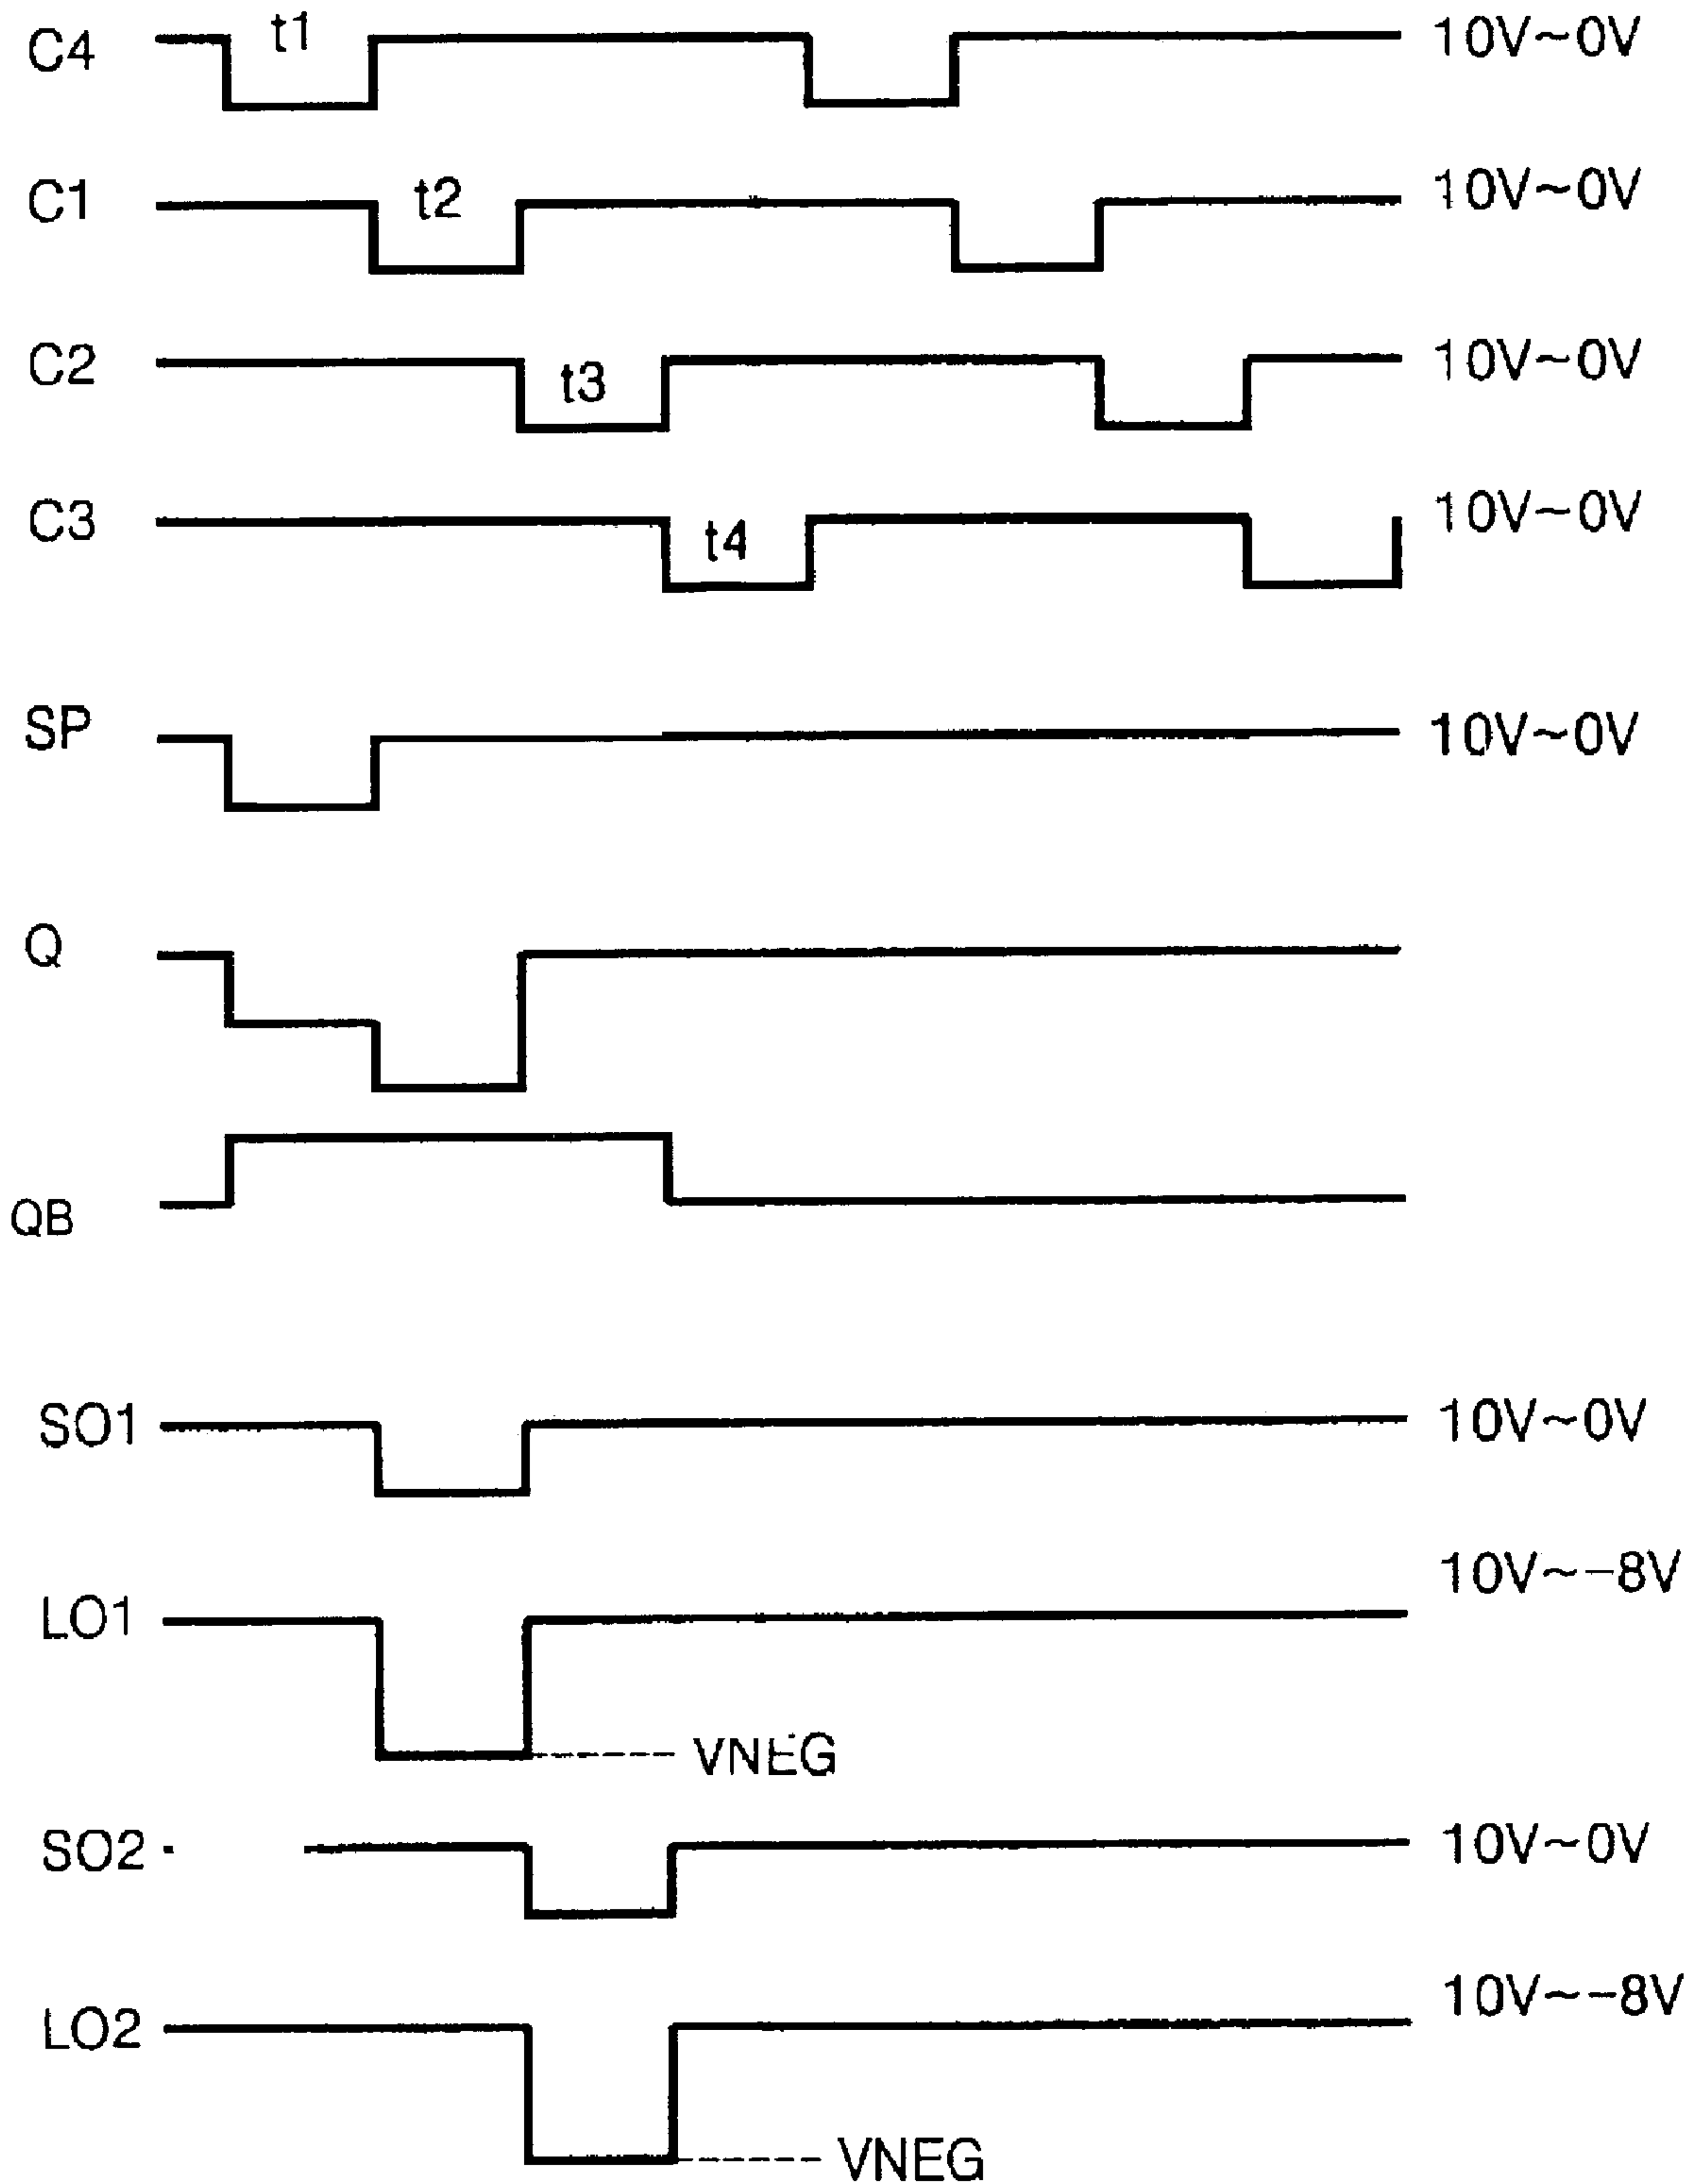 C4 t1 10V~0V
C1 t2 10V~0V
C2 t3 10V~0V
C3 t4 10V~0V
SP 10V~0V
Q
QB
SO1 10V~0V
LO1 10V~-8V
VNEG
SO2 10V~0V
LO2 10V~-8V
VNEG